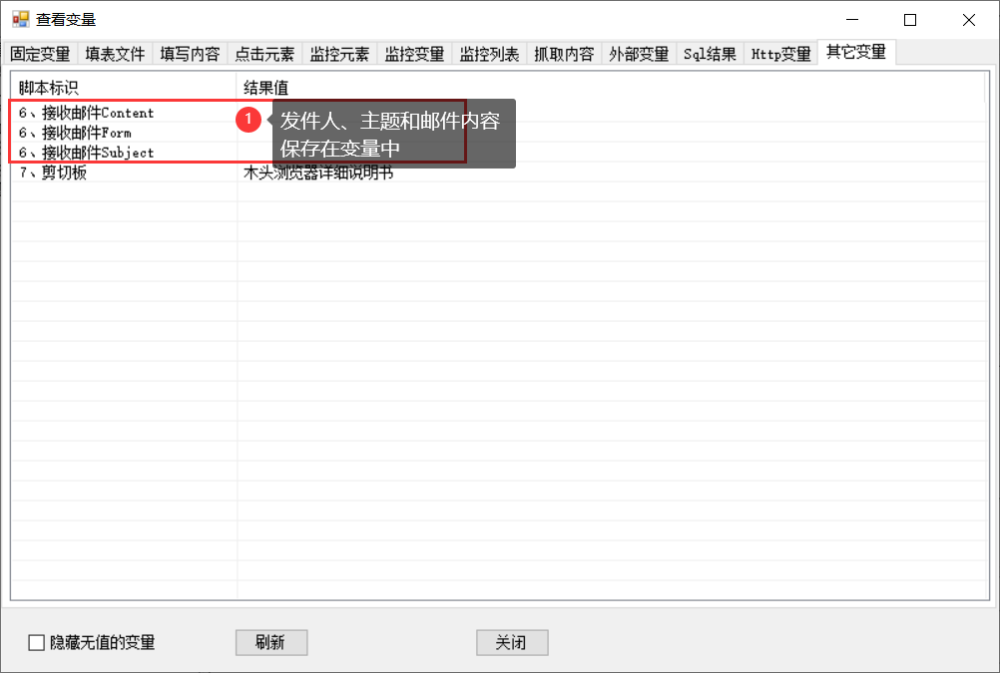 查看变量
固定变量 填表文件 填写内容 点击元素 监控元素 监控变量 监控列表 抓取内容 外部变量 Sql结果 Http变量 其它变量
脚本标识 结果值
6、接收邮件Content
6、接收邮件Form
6、接收邮件Subject
1
发件人、主题和邮件内容
保存在变量中
7、剪切板 木头浏览器详细说明书
隐藏无值的变量 刷新 关闭